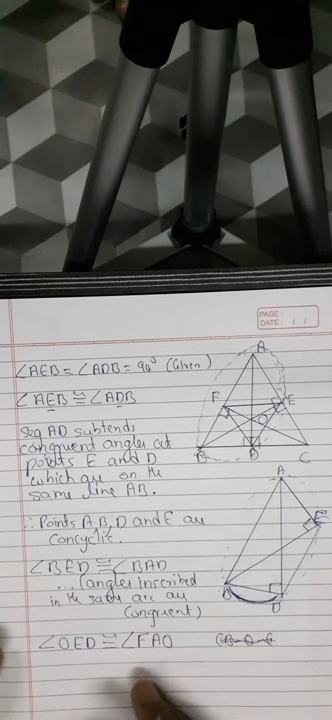 PAGE :
DATE : / /
∠AEB = ∠ADB = 90° (Given)
∠AEB ≅ ∠ADB
Seg AD subtends
congruent angles at
points E and D
which are on the
same line AB.
∴ Points A, B, D and E are
Concyclic.
∠BED ≅ ∠BAD
... (angles inscribed
in the same arc are
congruent)
∠OED ≅ ∠FAO
A
F
E
O
B
D
C
A
E
B
D